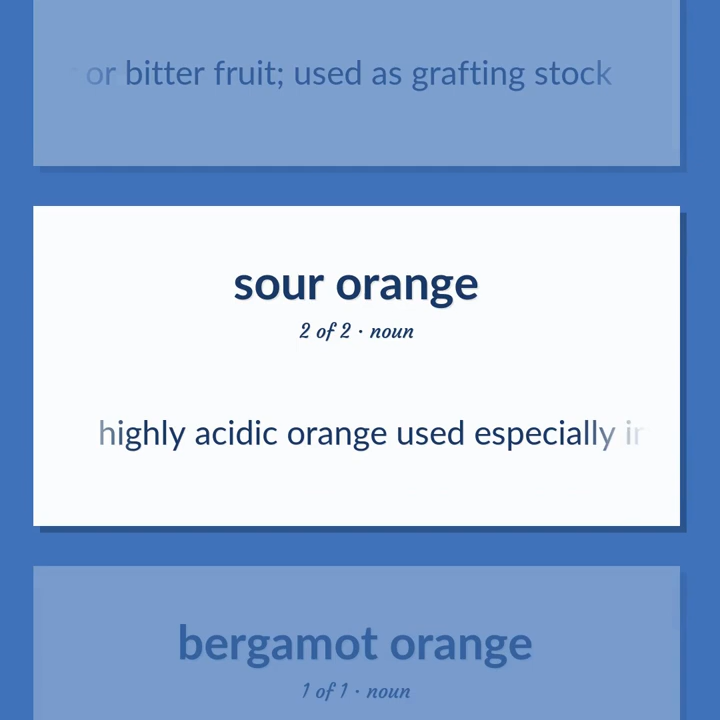 or bitter fruit; used as grafting stock
sour orange
2 of 2 · noun
highly acidic orange used especially
bergamot orange
1 of 1 · noun